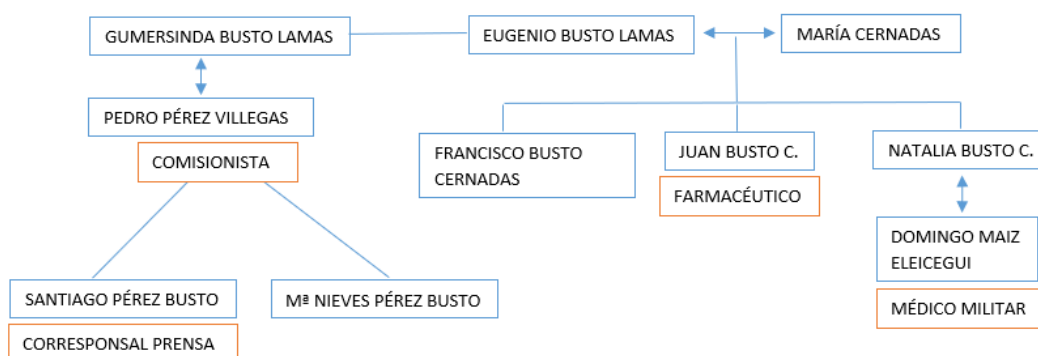 GUMERSINDA BUSTO LAMAS
EUGENIO BUSTO LAMAS
MARÍA CERNADAS
PEDRO PÉREZ VILLEGAS
COMISIONISTA
FRANCISCO BUSTO
CERNADAS
JUAN BUSTO C.
FARMACÉUTICO
NATALIA BUSTO C.
DOMINGO MAIZ
ELEICEGUI
MÉDICO MILITAR
SANTIAGO PÉREZ BUSTO
CORRESPONSAL PRENSA
Mª NIEVES PÉREZ BUSTO